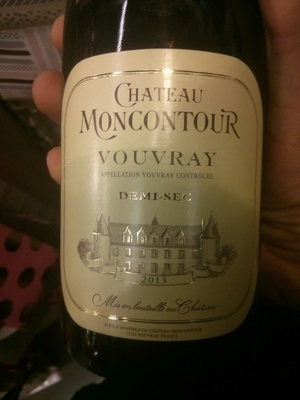 CHATEAU
MONCONTOUR
VOUVRAY
APPELLATION VOUVRAY CONTRÔLÉE
DEMI-SEC
2013
Mis en bouteille au Château